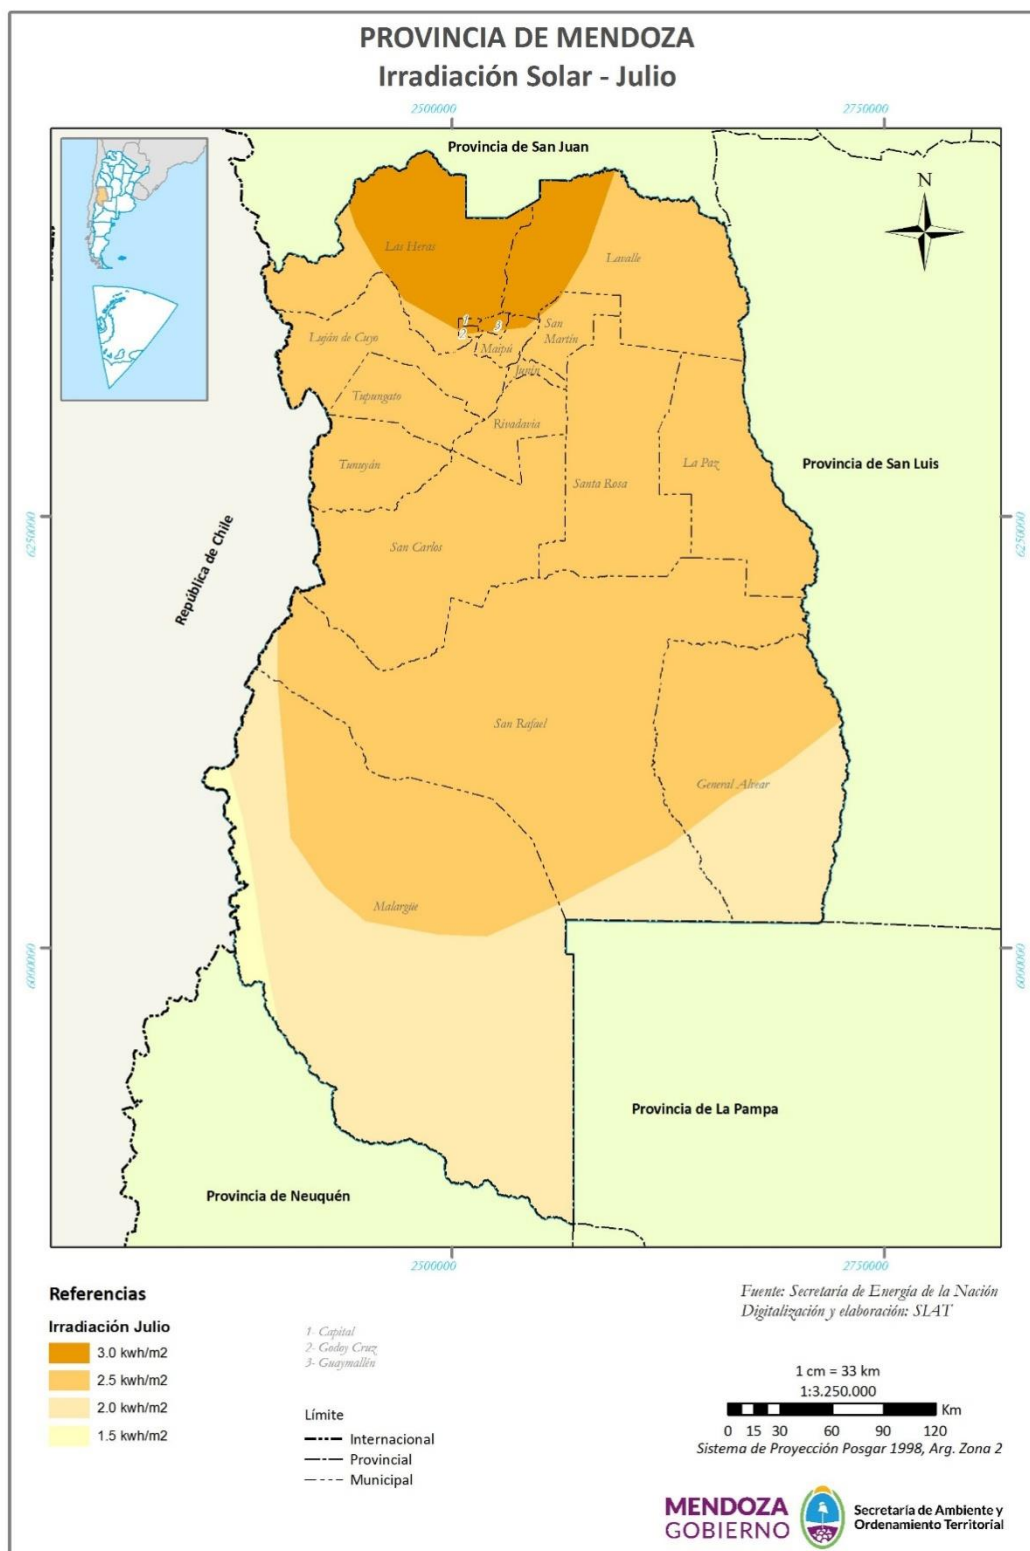 PROVINCIA DE MENDOZA
Irradiación Solar - Julio
2500000
2750000
Provincia de San Juan
N
Las Heras
Lavalle
1
2
3
San
Martín
Luján de Cuyo
Maipú
Junín
Tupungato
Rivadavia
Tunuyán
La Paz
Provincia de San Luis
Santa Rosa
6250000
6250000
San Carlos
República de Chile
San Rafael
General Alvear
Malargüe
6000000
6000000
Provincia de La Pampa
Provincia de Neuquén
2500000
2750000
Referencias
Irradiación Julio
3.0 kwh/m2
2.5 kwh/m2
2.0 kwh/m2
1.5 kwh/m2
1- Capital
2- Godoy Cruz
3- Guaymallén
Límite
Internacional
Provincial
Municipal
Fuente: Secretaría de Energía de la Nación
Digitalización y elaboración: SIAT
1 cm = 33 km
1:3.250.000
Km
0 15 30 60 90 120
Sistema de Proyección Posgar 1998, Arg. Zona 2
MENDOZA
GOBIERNO
Secretaría de Ambiente y
Ordenamiento Territorial